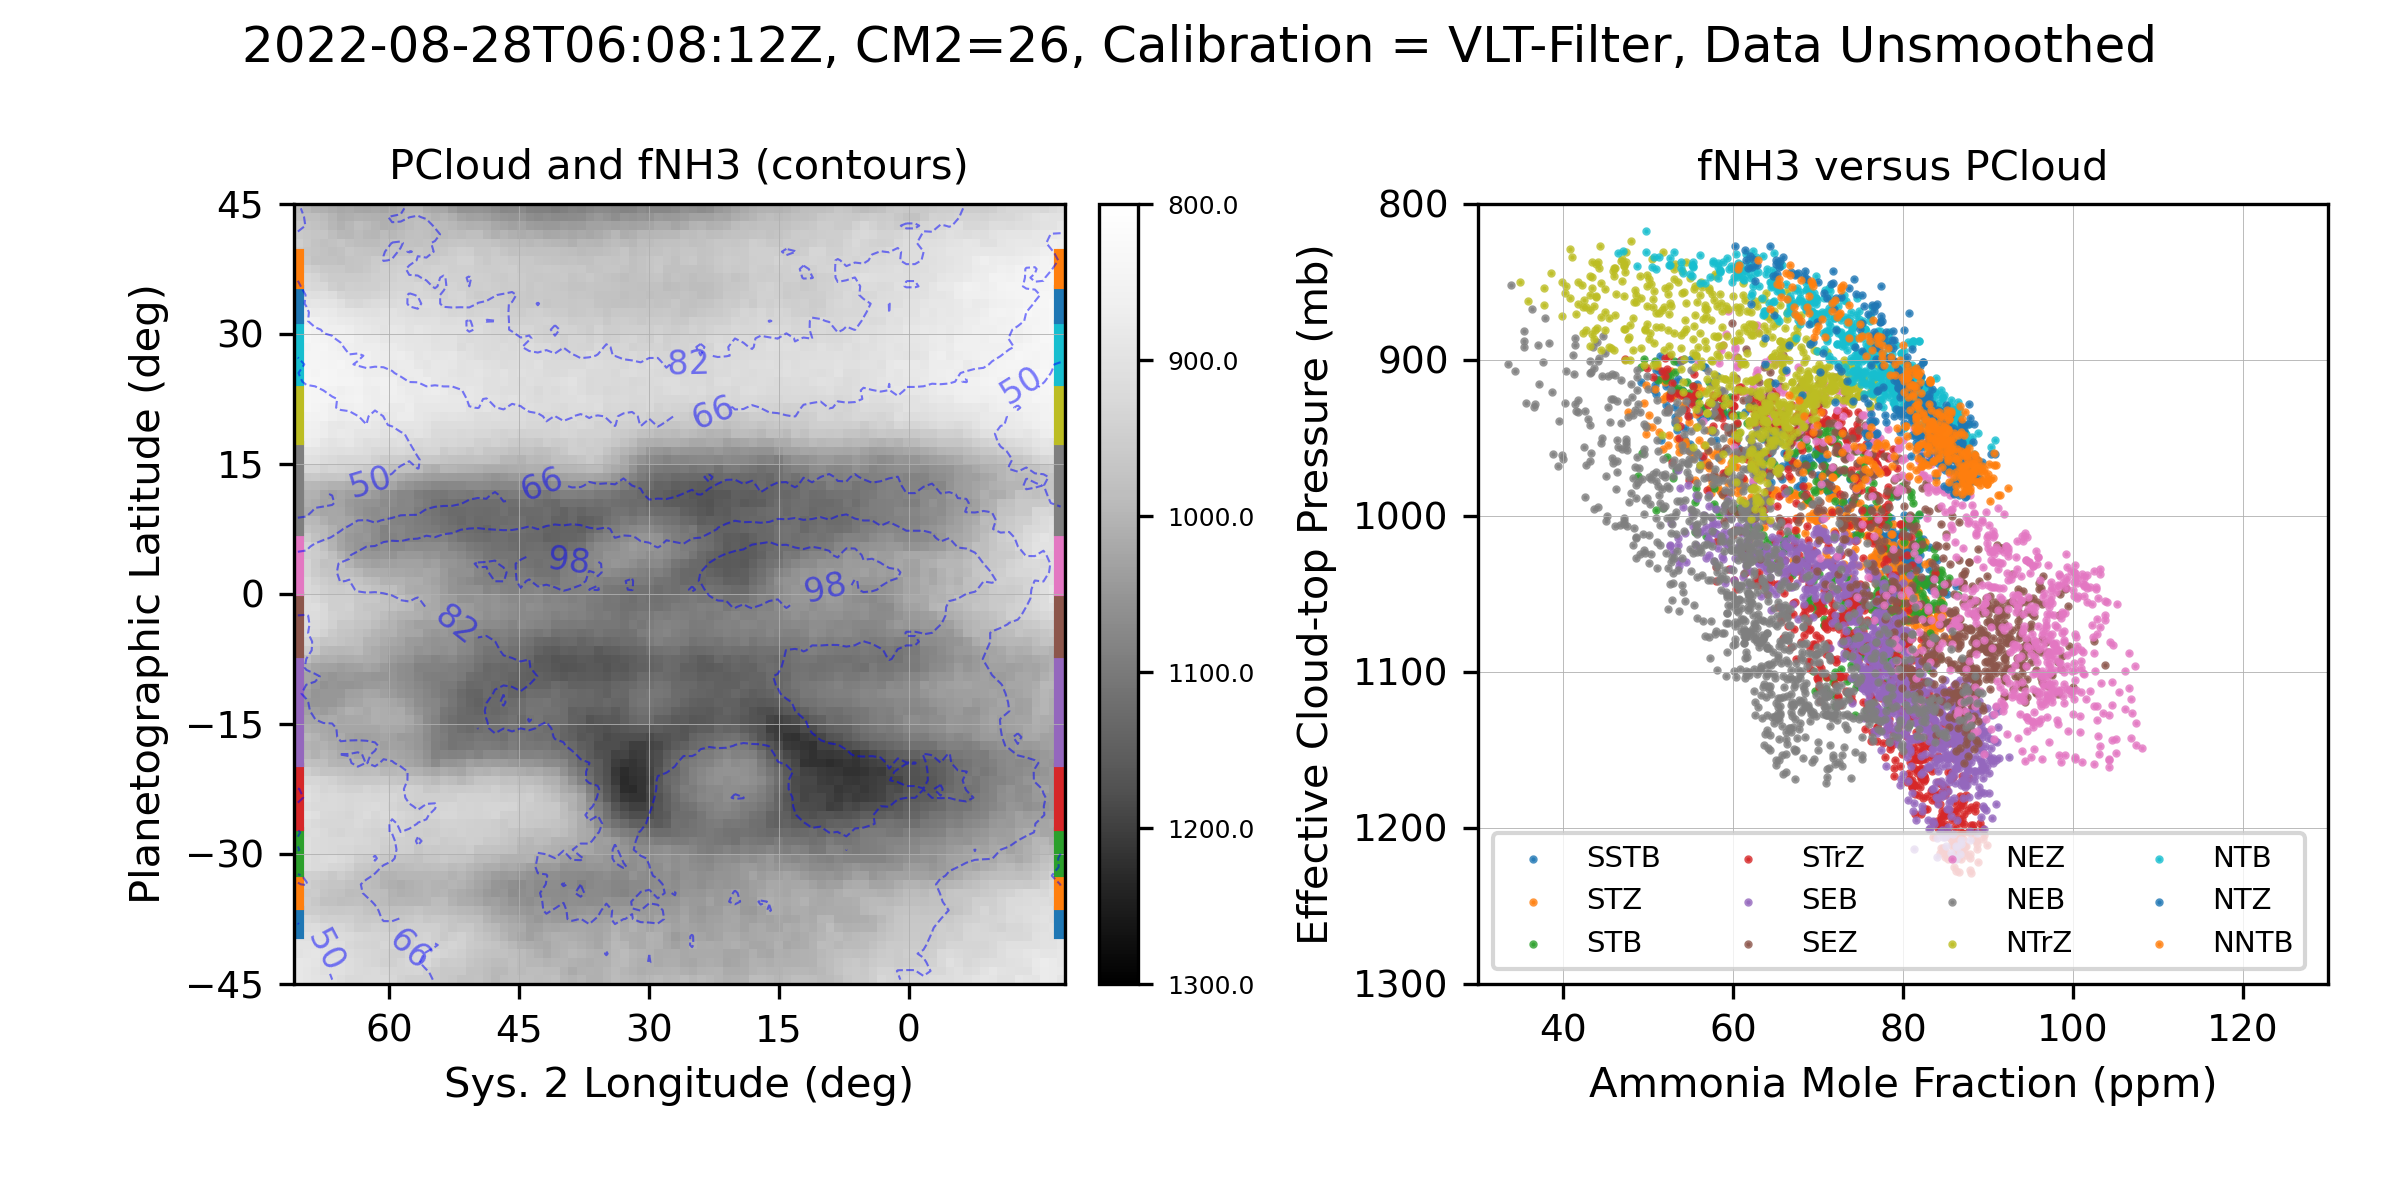 2022-08-28T06:08:12Z, CM2=26, Calibration = VLT-Filter, Data Unsmoothed
PCloud and fNH3 (contours)
Planetographic Latitude (deg)
45
30
15
0
−15
−30
−45
60
45
30
15
0
Sys. 2 Longitude (deg)
82
66
50
50
66
98
98
82
50
66
800.0
900.0
1000.0
1100.0
1200.0
1300.0
fNH3 versus PCloud
Effective Cloud-top Pressure (mb)
800
900
1000
1100
1200
1300
SSTB
STZ
STB
STrZ
SEB
SEZ
NEZ
NEB
NTrZ
NTB
NTZ
NNTB
40
60
80
100
120
Ammonia Mole Fraction (ppm)